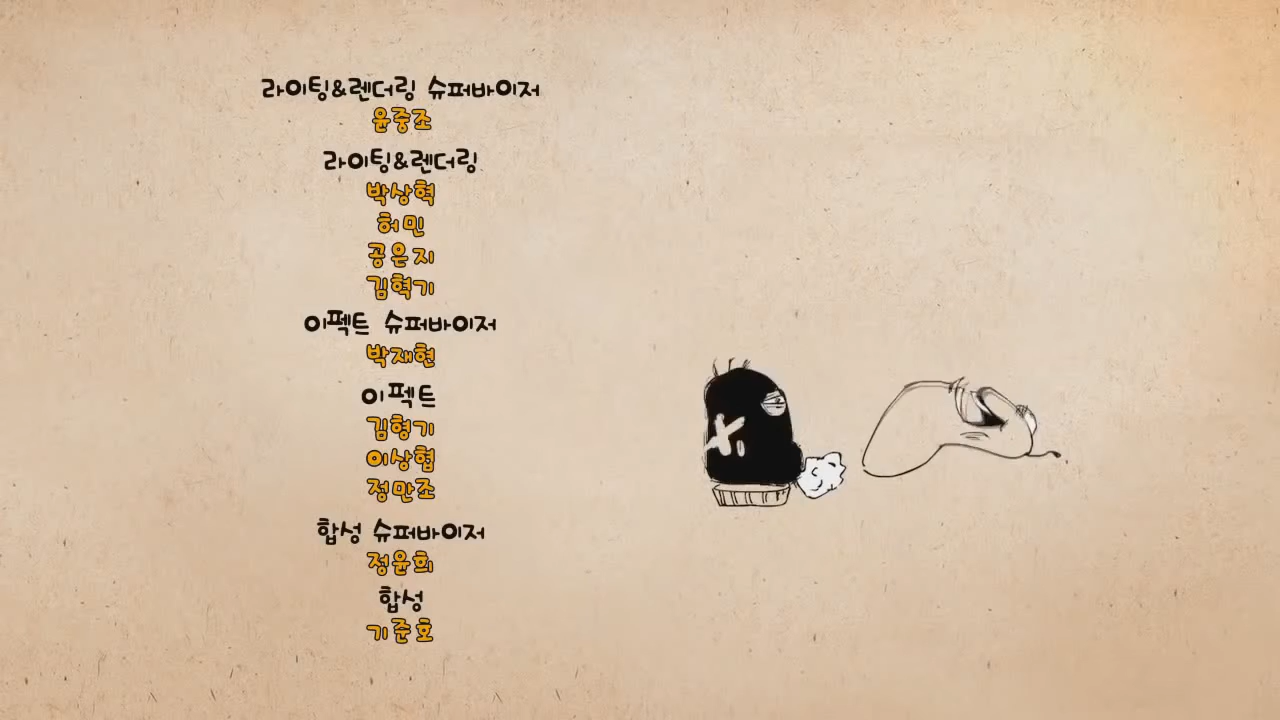 라이팅&렌더링 슈퍼바이저
윤중조
라이팅&렌더링
박상혁
허민
공은지
김혁기
이펙트 슈퍼바이저
박재현
이펙트
김형기
이상협
정만조
합성 슈퍼바이저
정윤희
합성
기준호